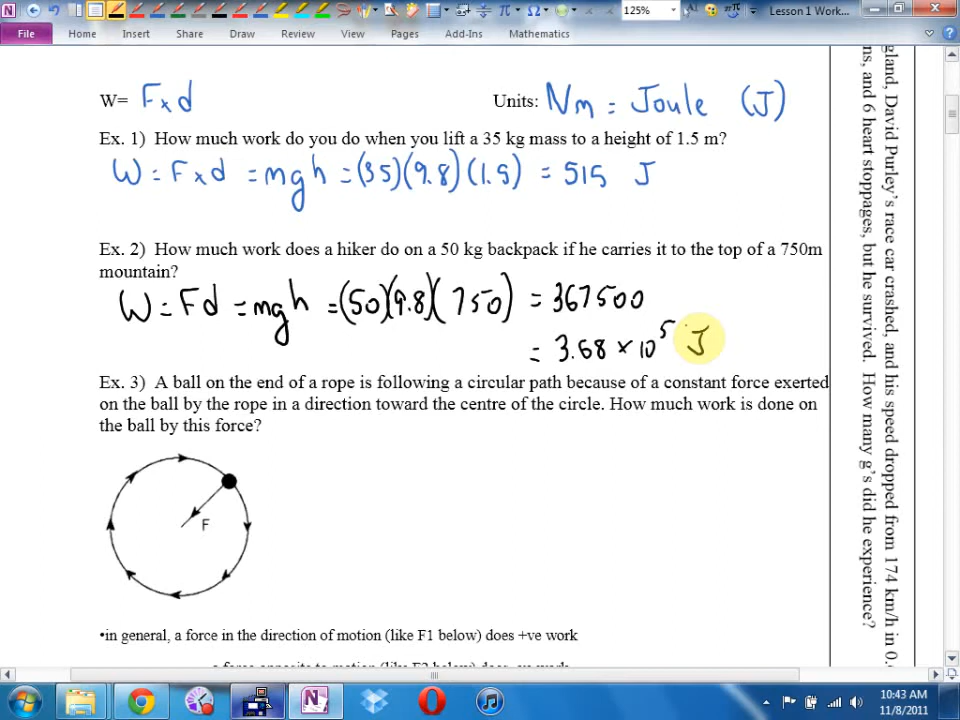 125%
Lesson 1 Work...
File Home Insert Share Draw Review View Pages Add-Ins Mathematics
W= F x d Units: Nm = Joule (J)
Ex. 1) How much work do you do when you lift a 35 kg mass to a height of 1.5 m?
W = F x d = mgh = (35)(9.8)(1.5) = 515 J
Ex. 2) How much work does a hiker do on a 50 kg backpack if he carries it to the top of a 750m
mountain?
W = Fd = mgh = (50)(9.8)(750) = 367500
= 3.68 × 10⁵ J
Ex. 3) A ball on the end of a rope is following a circular path because of a constant force exerted
on the ball by the rope in a direction toward the centre of the circle. How much work is done on
the ball by this force?
F
•in general, a force in the direction of motion (like F1 below) does +ve work
gland, David Purley's race car crashed, and his speed dropped from 174 km/h in 0.
ns, and 6 heart stoppages, but he survived. How many g's did he experience?
10:43 AM
11/8/2011